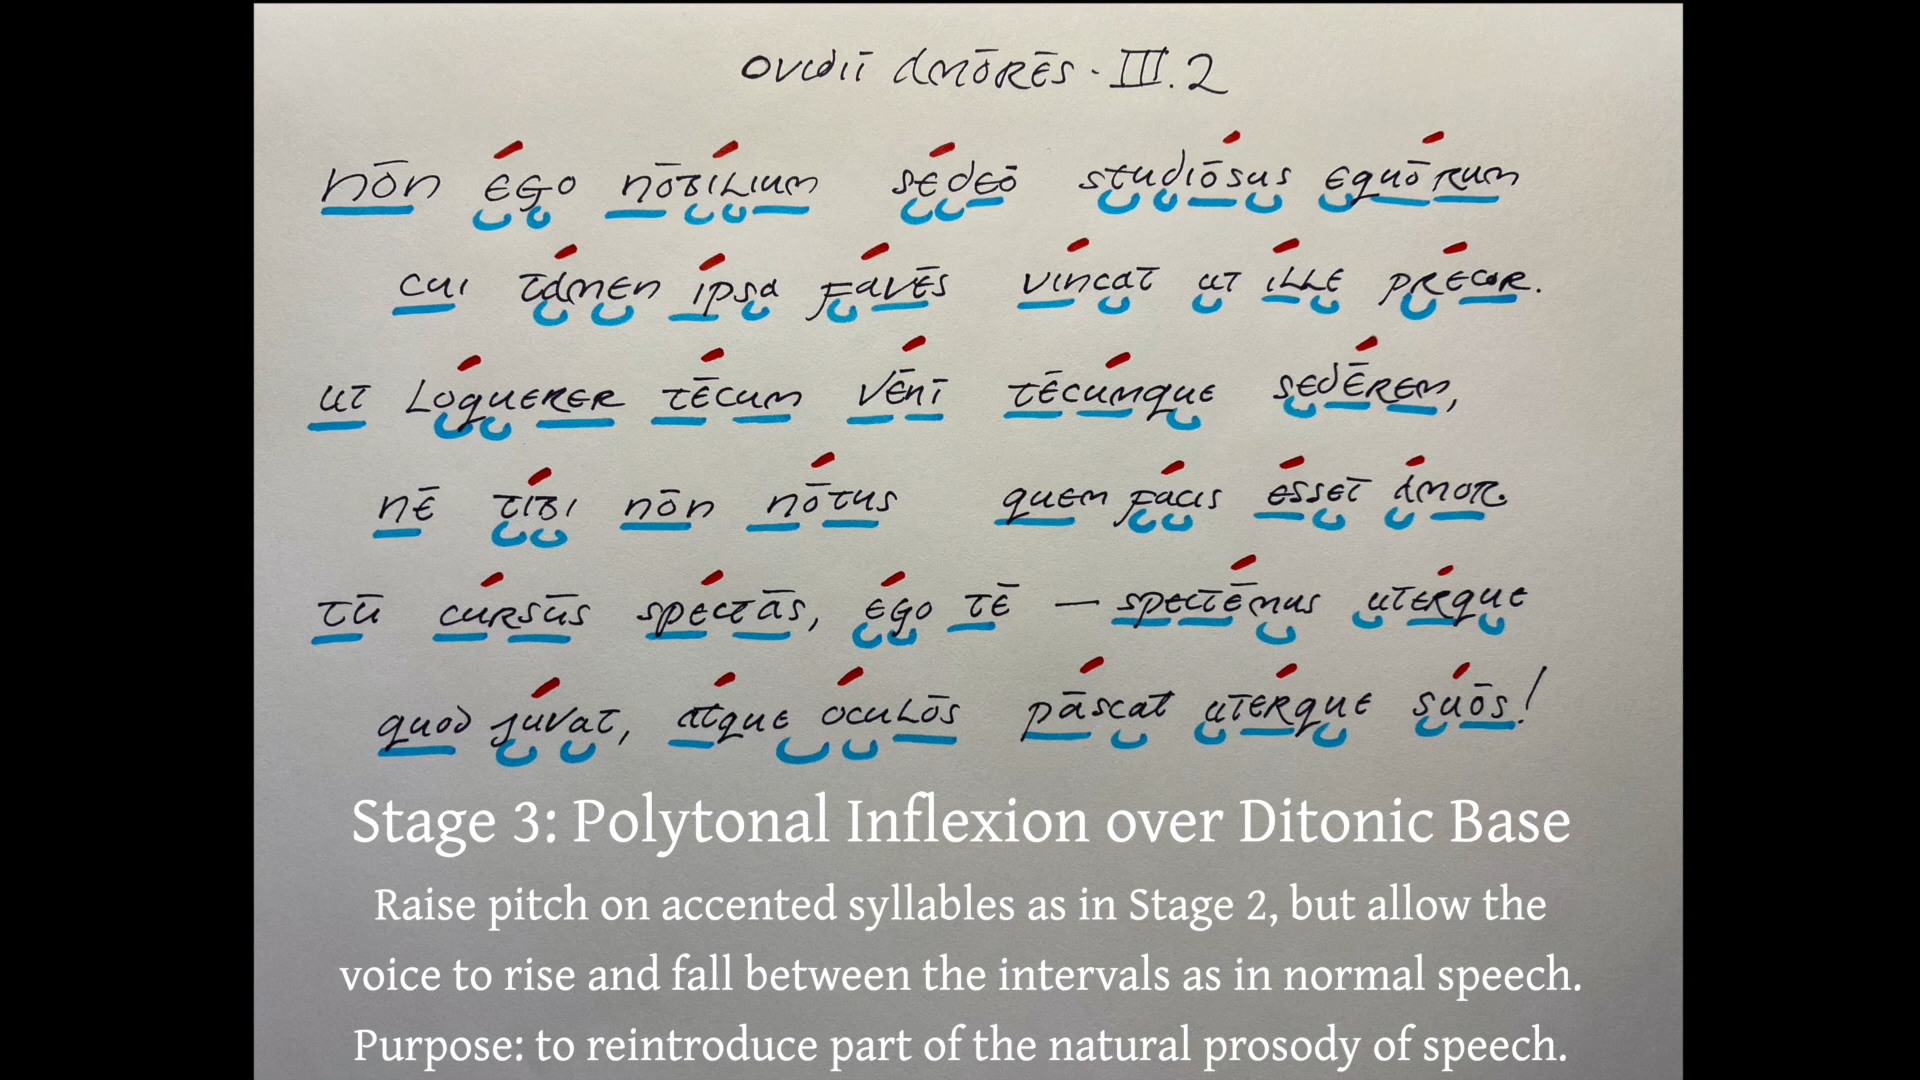 OVIDIĪ AMŌRĒS · III.2
nōn ego nōbilium sedeō studiōsus equōrum
cui tamen ipsa favēs vincat ut ille precor.
ut loquerer tēcum vēnī tēcumque sedērem,
nē tibi nōn nōtus quem facis esset amor.
tū cursūs spectās, ego tē — spectēmus uterque
quod juvat, atque oculōs pāscat uterque suōs!
Stage 3: Polytonal Inflexion over Ditonic Base
Raise pitch on accented syllables as in Stage 2, but allow the
voice to rise and fall between the intervals as in normal speech.
Purpose: to reintroduce part of the natural prosody of speech.